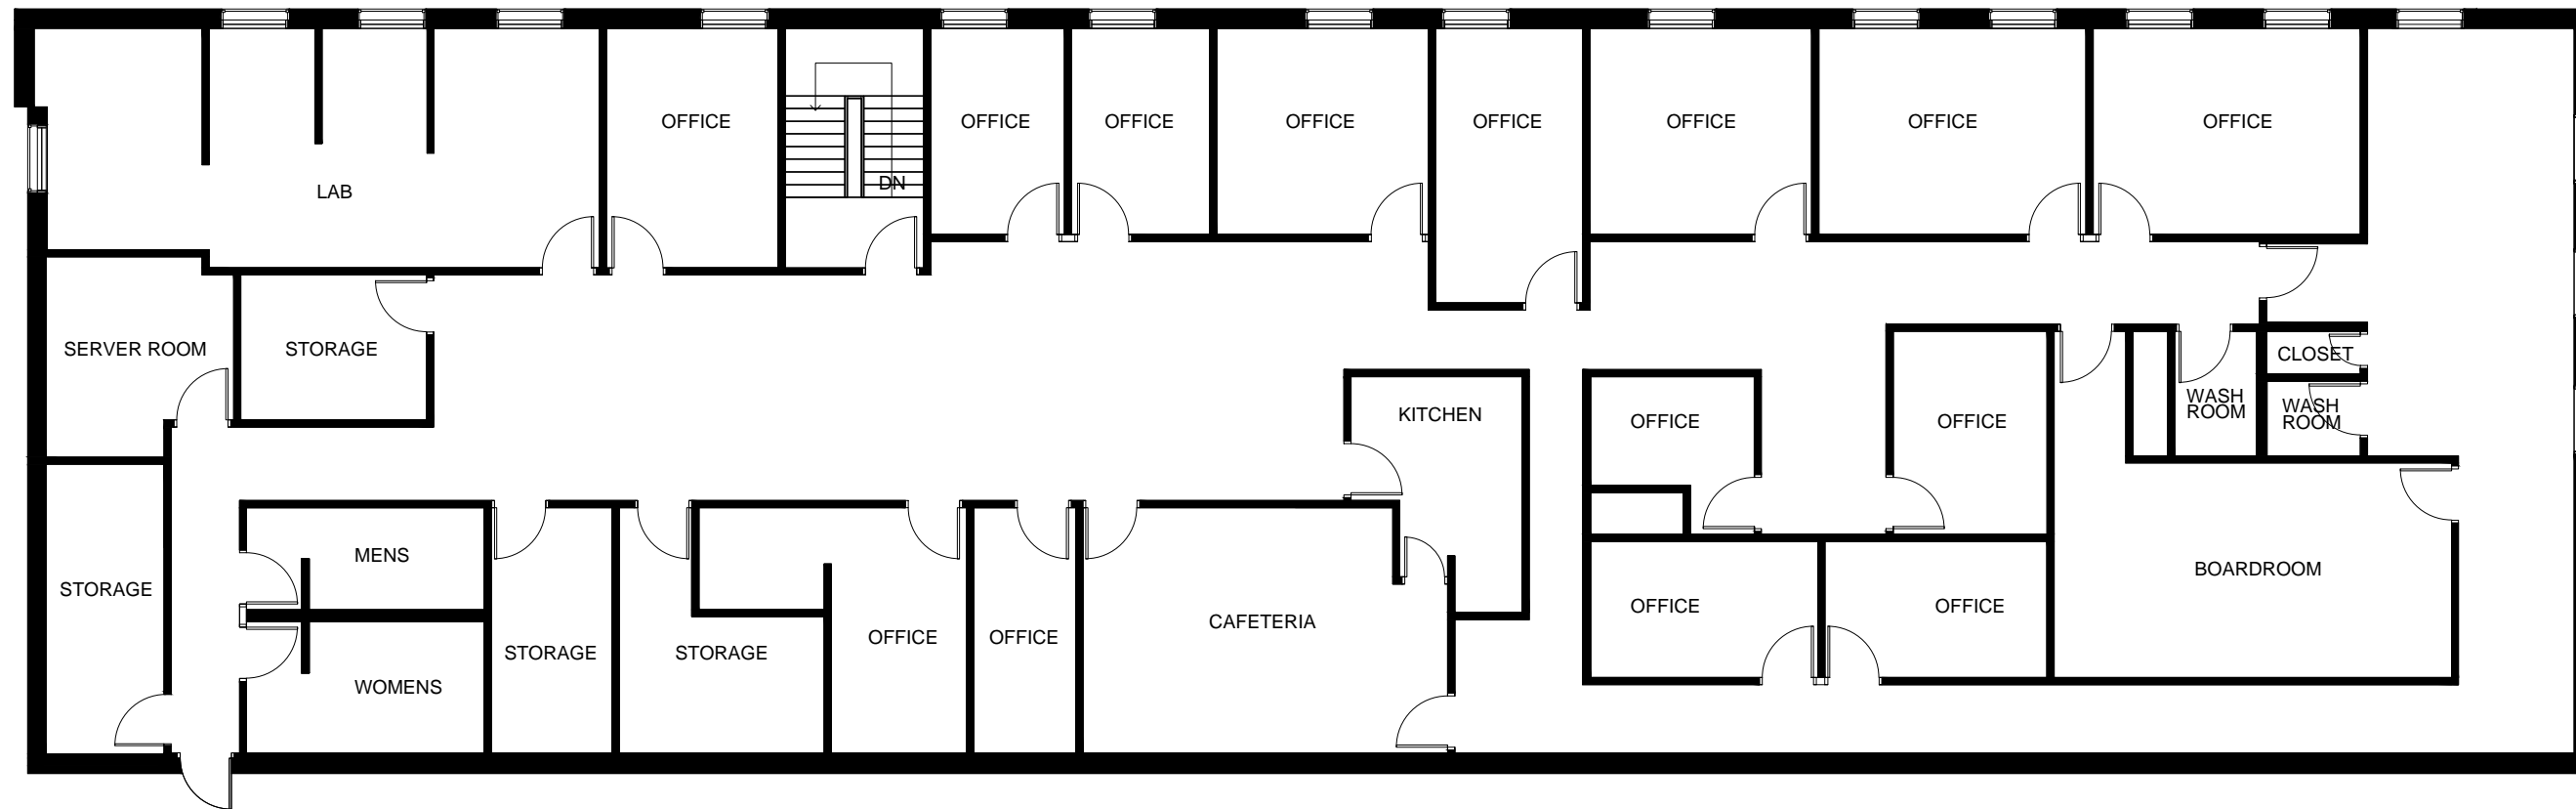 OFFICE
OFFICE
OFFICE
OFFICE
OFFICE
OFFICE
OFFICE
OFFICE
DN
LAB
SERVER ROOM
STORAGE
CLOSET
WASH
ROOM
WASH
ROOM
KITCHEN
OFFICE
OFFICE
MENS
BOARDROOM
STORAGE
OFFICE
OFFICE
CAFETERIA
OFFICE
OFFICE
STORAGE
STORAGE
WOMENS